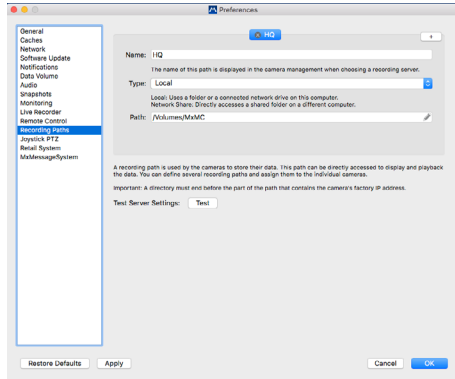 Preferences
General
Caches
Network
Software Update
Notifications
Data Volume
Audio
Snapshots
Monitoring
Live Recorder
Remote Control
Recording Paths
Joystick PTZ
Retail System
MxMessageSystem
HQ
+
Name: HQ
The name of this path is displayed in the camera management when choosing a recording server.
Type: Local
Local: Uses a folder or a connected network drive on this computer.
Network Share: Directly accesses a shared folder on a different computer.
Path: /Volumes/MxMC
A recording path is used by the cameras to store their data. This path can be directly accessed to display and playback
the data. You can define several recording paths and assign them to the individual cameras.
Important: A directory must end before the part of the path that contains the camera's factory IP address.
Test Server Settings: Test
Restore Defaults Apply Cancel OK